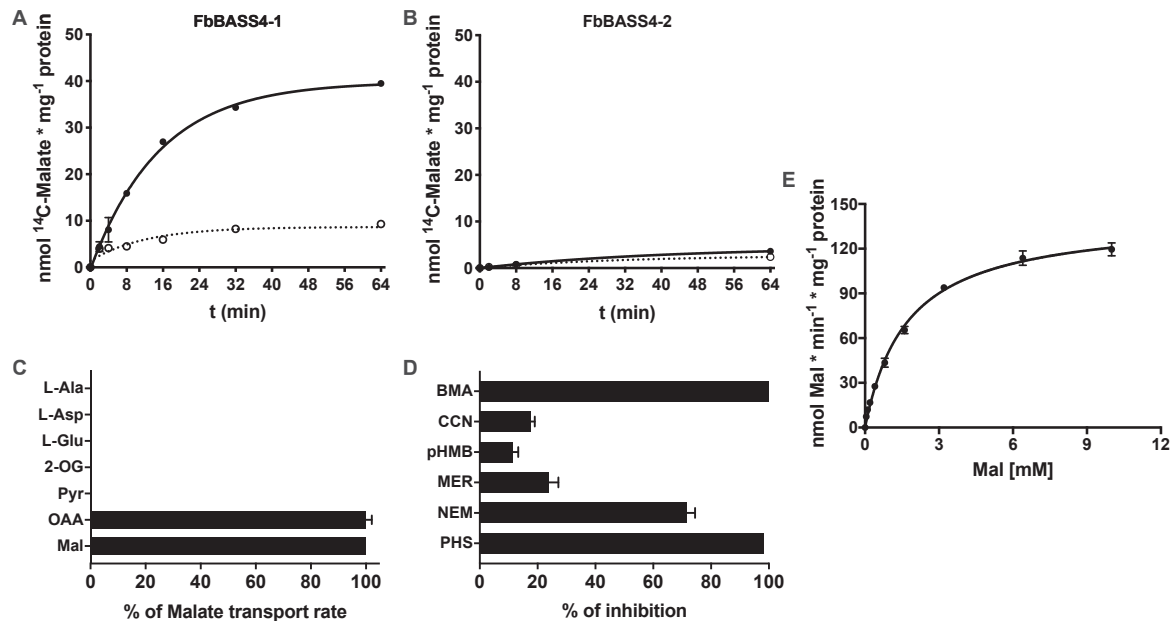 A
FbBASS4-1
nmol ¹⁴C-Malate * mg⁻¹ protein
50
40
30
20
10
0
0 8 16 24 32 40 48 56 64
t (min)
B
FbBASS4-2
nmol ¹⁴C-Malate * mg⁻¹ protein
50
40
30
20
10
0
0 8 16 24 32 40 48 56 64
t (min)
E
nmol Mal * min⁻¹ * mg⁻¹ protein
150
120
90
60
30
0
0 3 6 9 12
Mal [mM]
C
L-Ala
L-Asp
L-Glu
2-OG
Pyr
OAA
Mal
0 20 40 60 80 100
% of Malate transport rate
D
BMA
CCN
pHMB
MER
NEM
PHS
0 20 40 60 80 100
% of inhibition